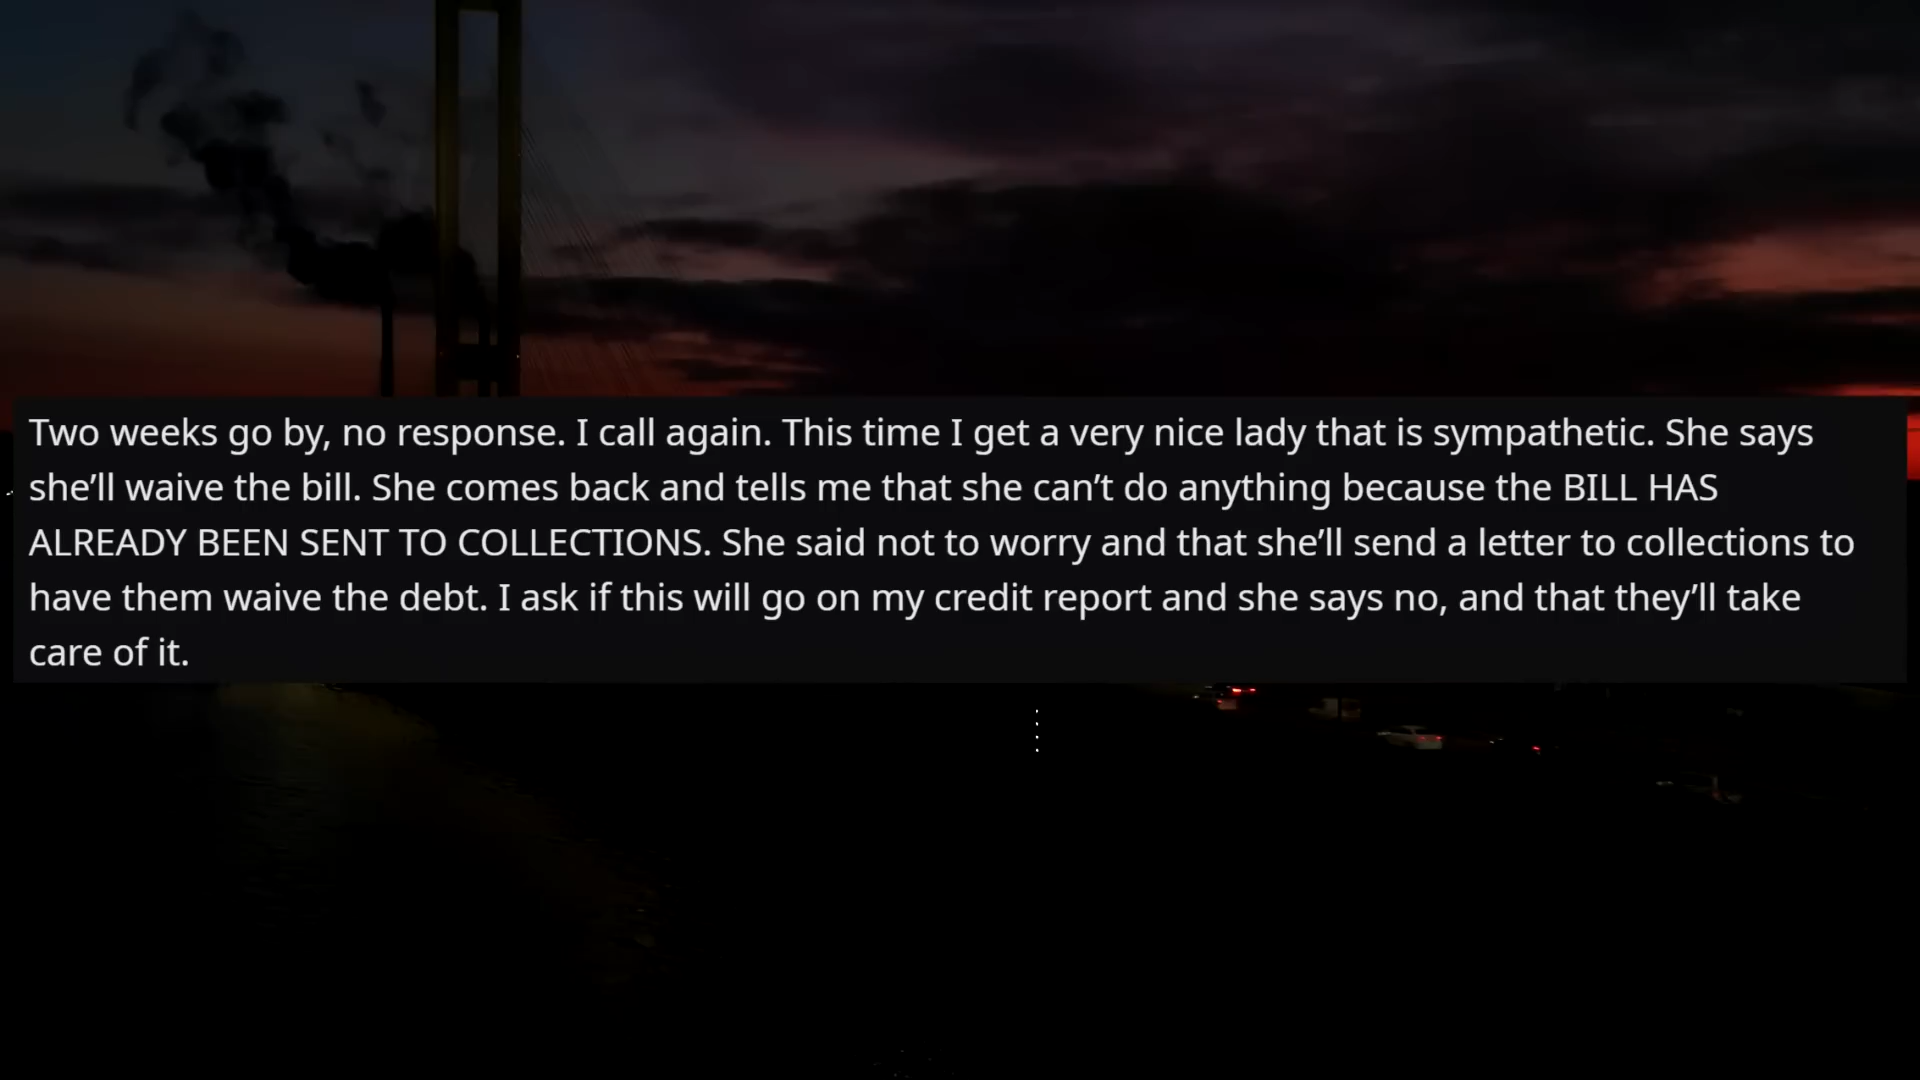 Two weeks go by, no response. I call again. This time I get a very nice lady that is sympathetic. She says
she’ll waive the bill. She comes back and tells me that she can’t do anything because the BILL HAS
ALREADY BEEN SENT TO COLLECTIONS. She said not to worry and that she’ll send a letter to collections to
have them waive the debt. I ask if this will go on my credit report and she says no, and that they’ll take
care of it.